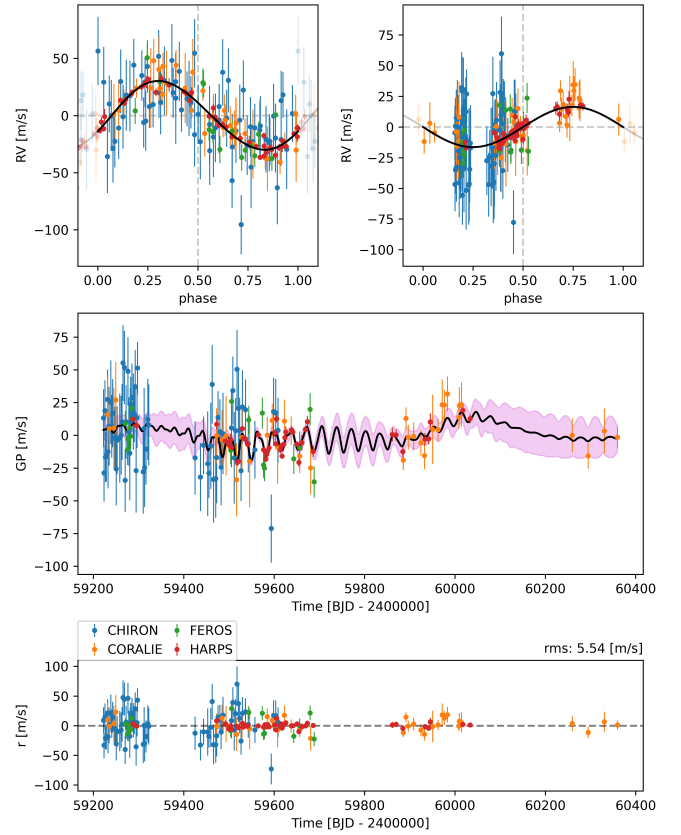 50
0
−50
−100
RV [m/s]
0.00 0.25 0.50 0.75 1.00
phase
75
50
25
0
−25
−50
−75
−100
RV [m/s]
0.00 0.25 0.50 0.75 1.00
phase
75
50
25
0
−25
−50
−75
−100
GP [m/s]
59200 59400 59600 59800 60000 60200 60400
Time [BJD - 2400000]
CHIRON FEROS
CORALIE HARPS
rms: 5.54 [m/s]
100
50
0
−50
−100
r [m/s]
59200 59400 59600 59800 60000 60200 60400
Time [BJD - 2400000]